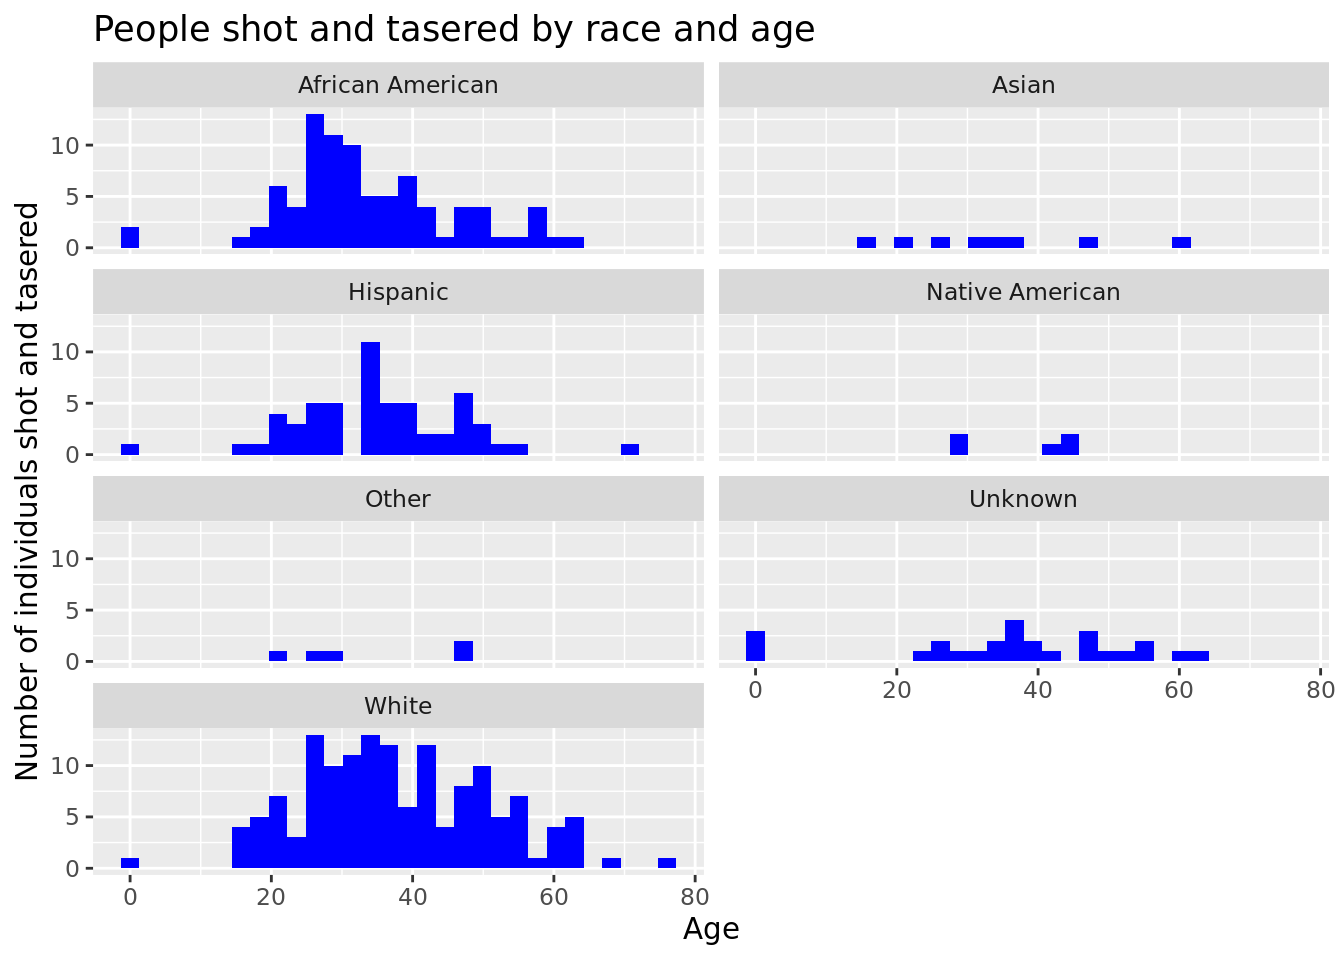 People shot and tasered by race and age
African American
Asian
10
5
0
Hispanic
Native American
10
5
0
Other
Unknown
10
5
0
0 20 40 60 80
White
10
5
0
0 20 40 60 80
Age
Number of individuals shot and tasered